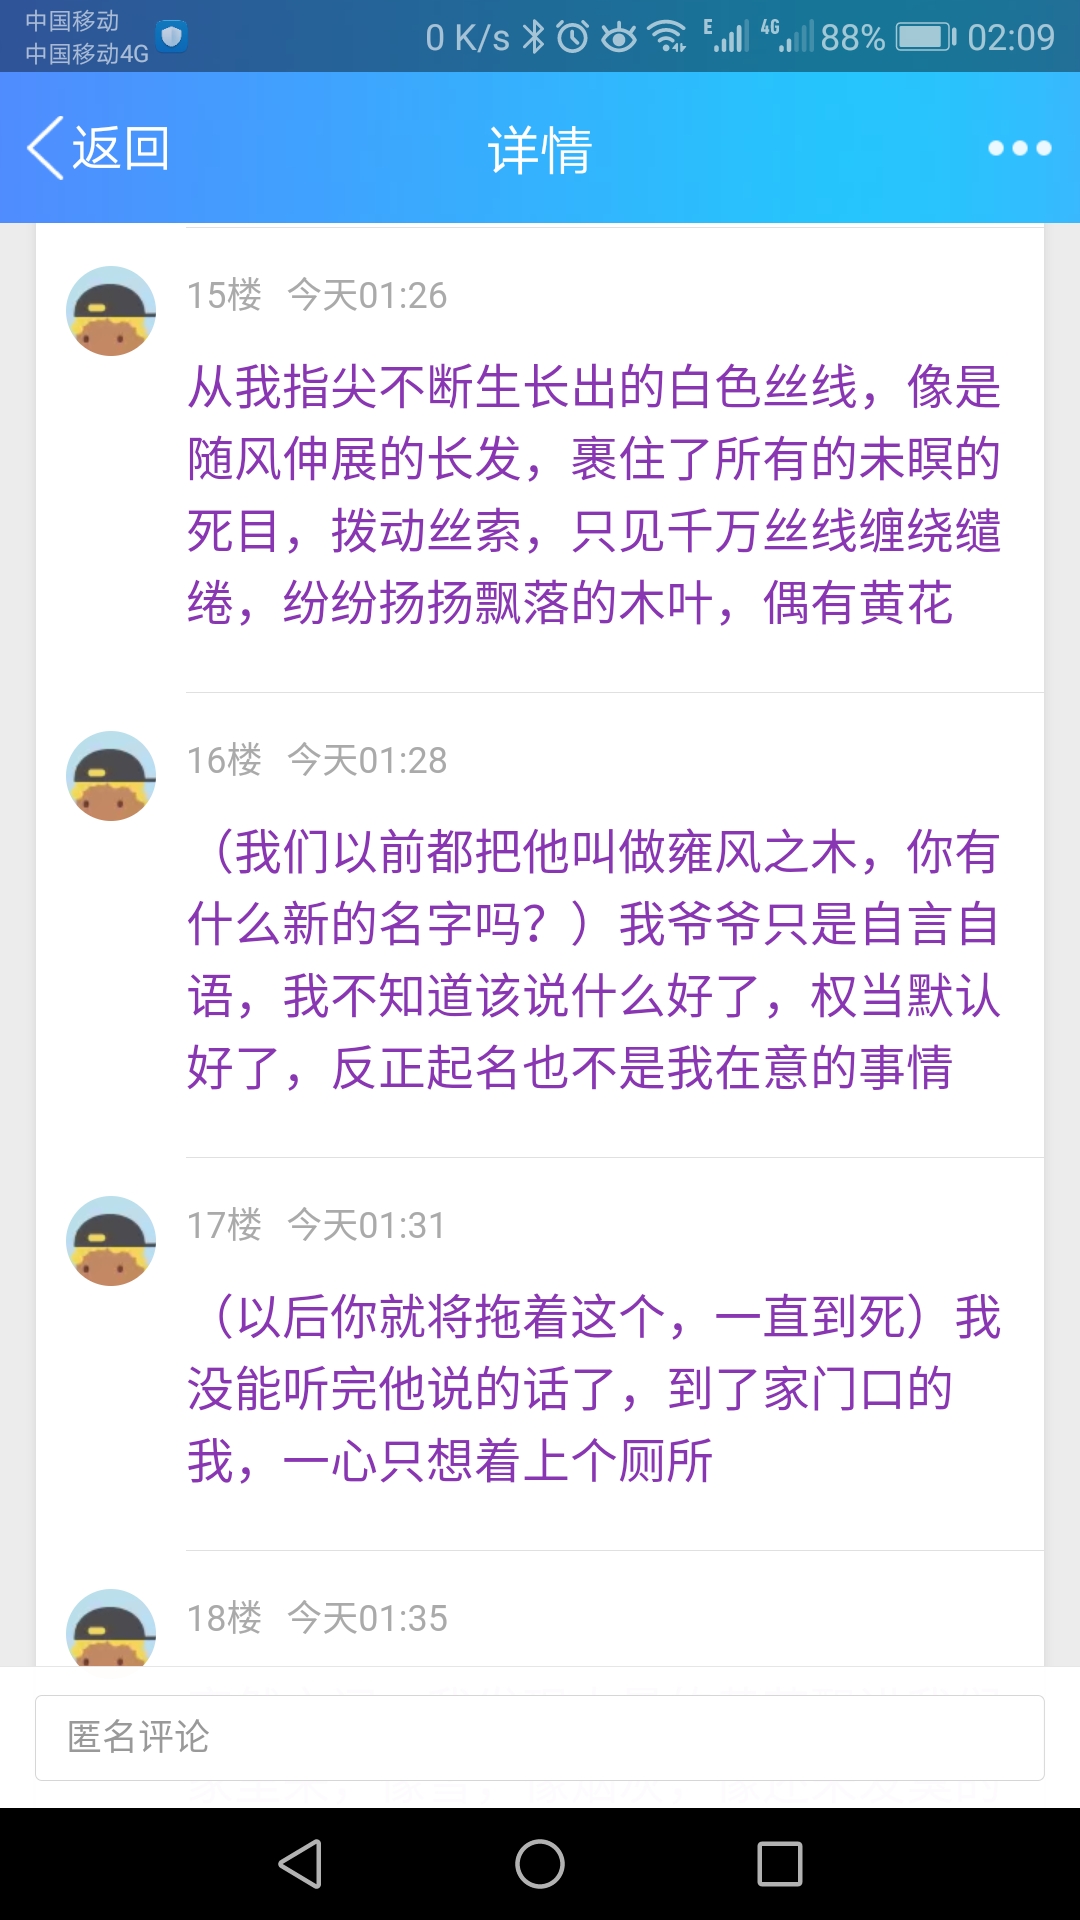 中国移动
中国移动4G
0 K/s
E
4G
88%
02:09
返回
详情
15楼 今天01:26
从我指尖不断生长出的白色丝线，像是
随风伸展的长发，裹住了所有的未瞑的
死目，拨动丝索，只见千万丝线缠绕缱
绻，纷纷扬扬飘落的木叶，偶有黄花
16楼 今天01:28
（我们以前都把他叫做雍风之木，你有
什么新的名字吗？）我爷爷只是自言自
语，我不知道该说什么好了，权当默认
好了，反正起名也不是我在意的事情
17楼 今天01:31
（以后你就将拖着这个，一直到死）我
没能听完他说的话了，到了家门口的
我，一心只想着上个厕所
18楼 今天01:35
匿名评论